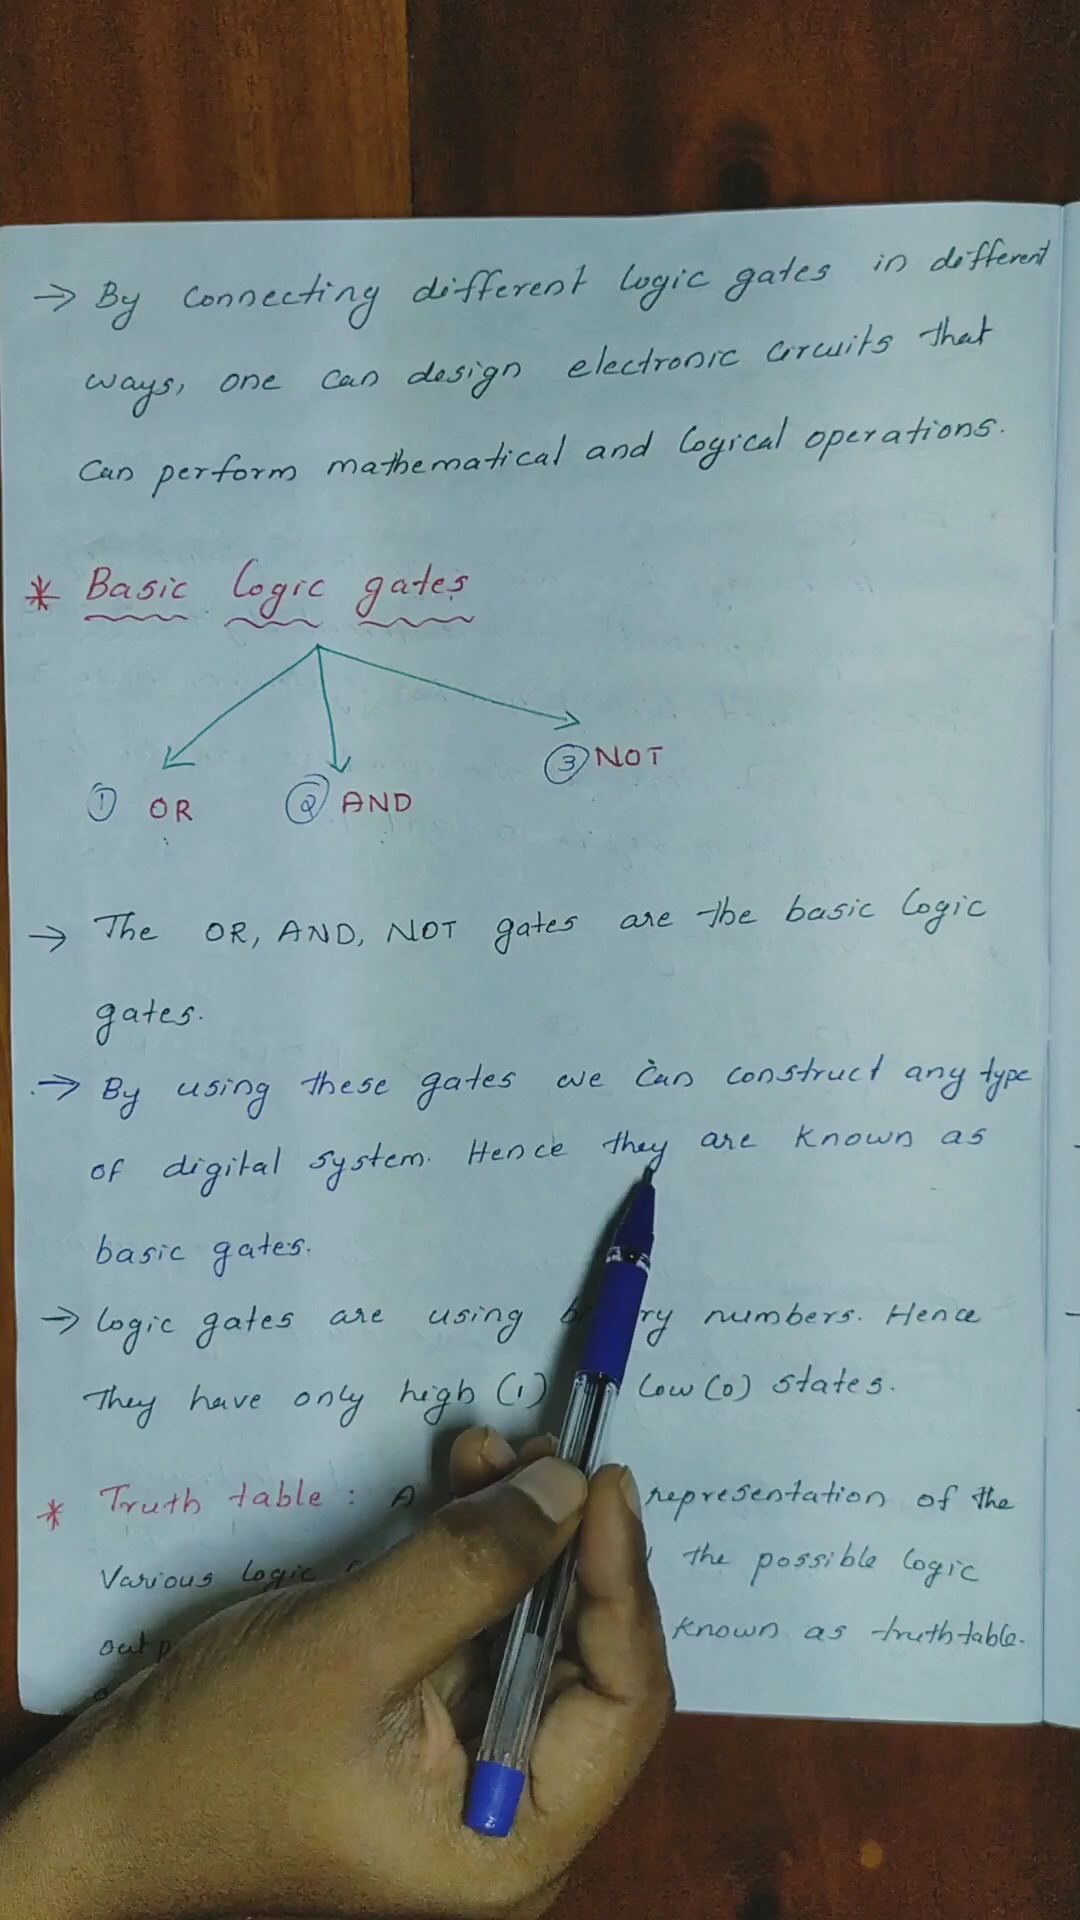 → By connecting different logic gates in different
ways, one can design electronic circuits that
can perform mathematical and logical operations.
* Basic logic gates
① OR ② AND ③ NOT
→ The OR, AND, NOT gates are the basic logic
gates.
→ By using these gates we can construct any type
of digital system. Hence they are known as
basic gates.
→ logic gates are using numbers. Hence
They have only high (1) low (0) states.
* Truth table : A representation of the
various logic the possible logic
known as truthtable.